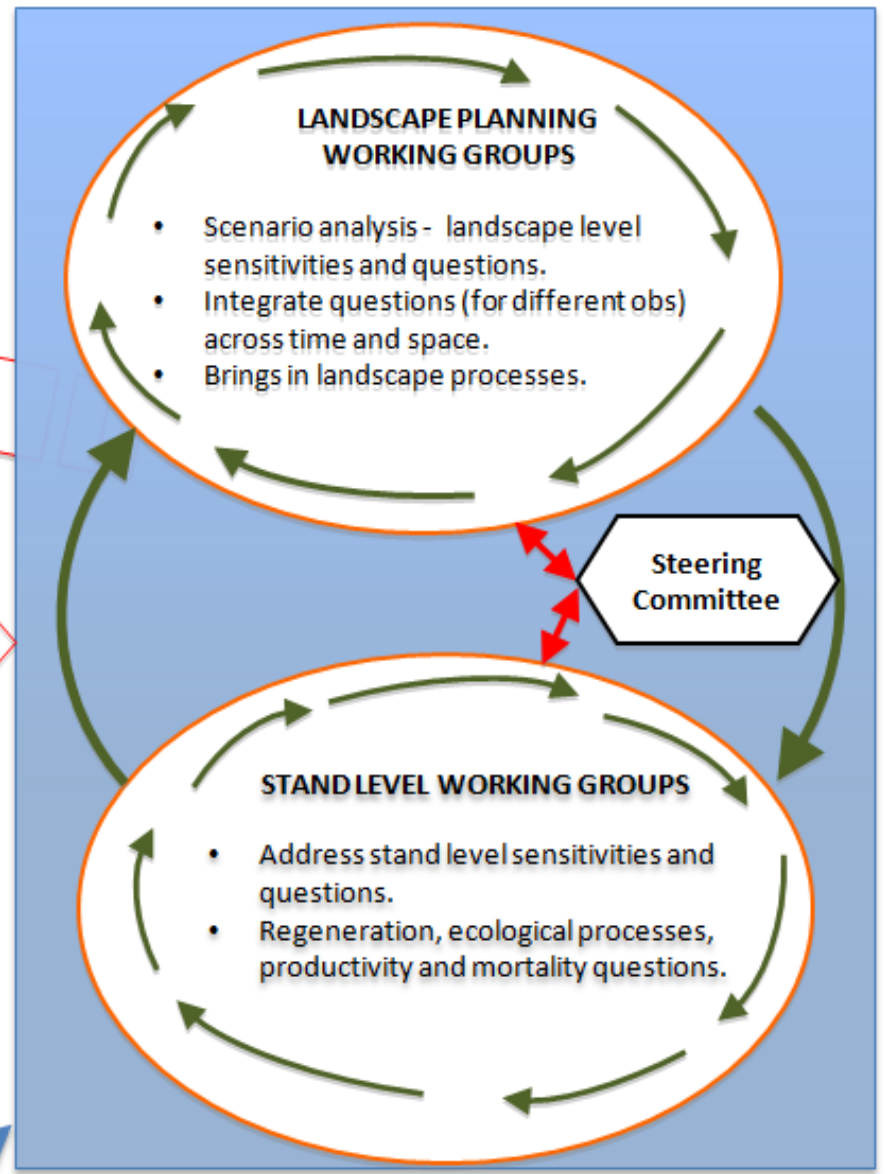 LANDSCAPE PLANNING
WORKING GROUPS
• Scenario analysis - landscape level
sensitivities and questions.
• Integrate questions (for different obs)
across time and space.
• Brings in landscape processes.
Steering
Committee
STAND LEVEL WORKING GROUPS
• Address stand level sensitivities and
questions.
• Regeneration, ecological processes,
productivity and mortality questions.